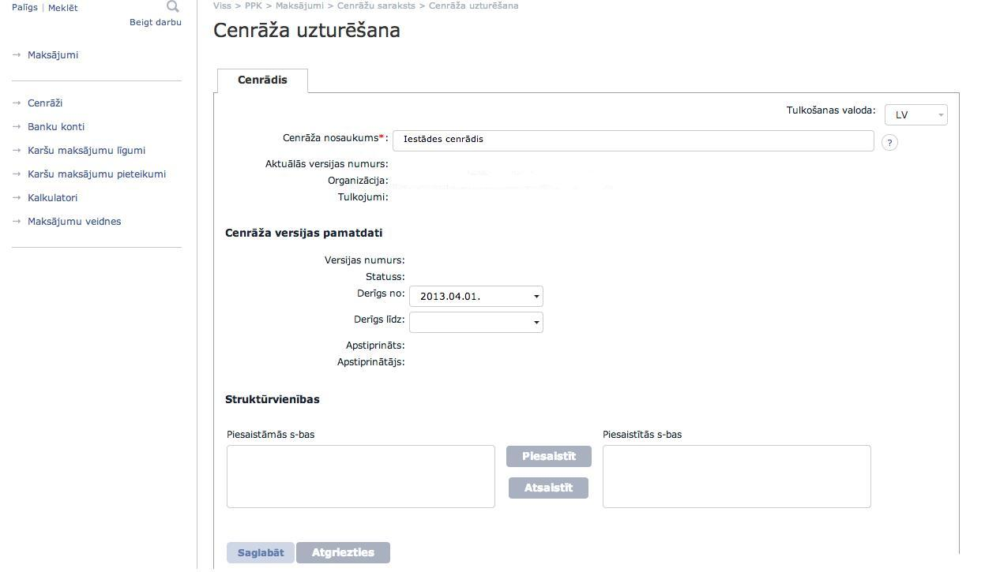 Palīgs | Meklēt
Beigt darbu
→ Maksājumi
→ Cenrāži
→ Banku konti
→ Karšu maksājumu līgumi
→ Karšu maksājumu pieteikumi
→ Kalkulatori
→ Maksājumu veidnes
Viss > PPK > Maksājumi > Cenrāžu saraksts > Cenrāža uzturēšana
Cenrāža uzturēšana
Cenrādis
Tulkošanas valoda: LV
Cenrāža nosaukums*: Iestādes cenrādis ?
Aktuālās versijas numurs:
Organizācija:
Tulkojumi:
Cenrāža versijas pamatdati
Versijas numurs:
Statuss:
Derīgs no: 2013.04.01.
Derīgs līdz:
Apstiprināts:
Apstiprinātājs:
Struktūrvienības
Piesaistāmās s-bas Piesaistītās s-bas
Piesaistīt
Atsaistīt
Saglabāt Atgriezties